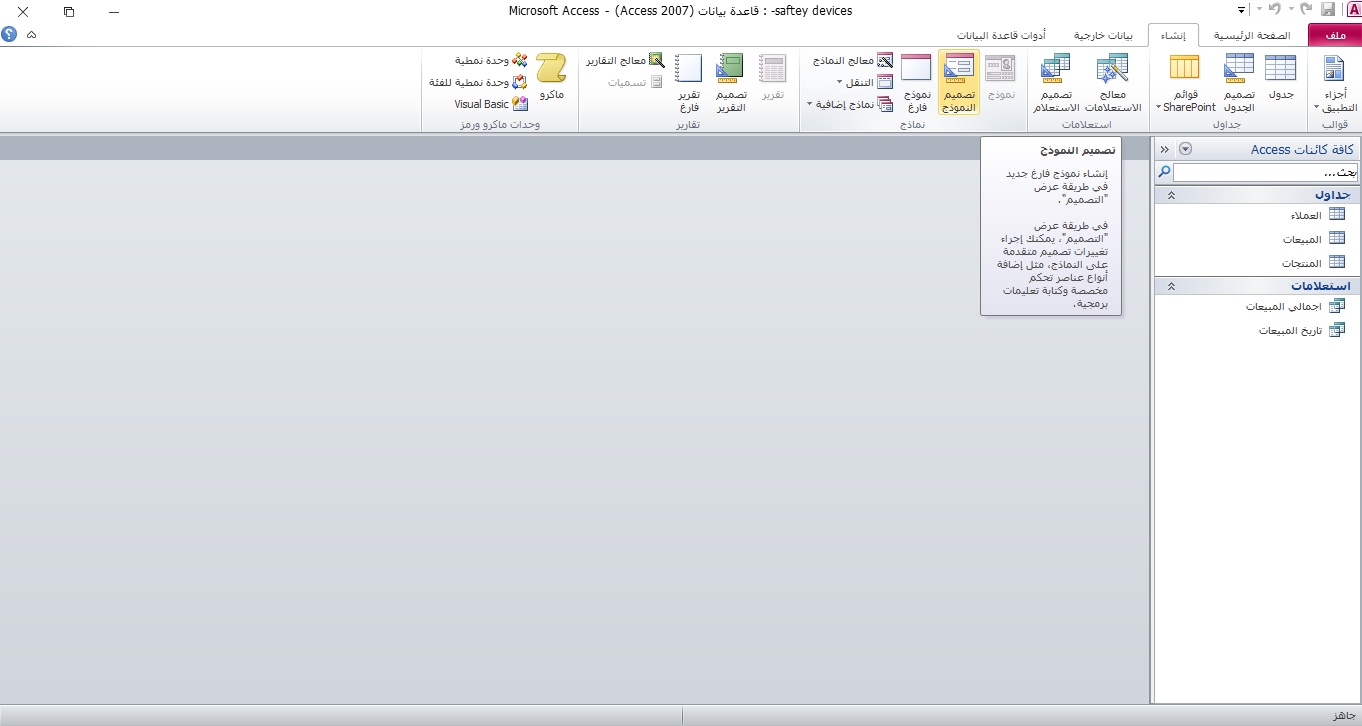 saftey devices- : قاعدة بيانات (Access 2007) - Microsoft Access
ملف
الصفحة الرئيسية
إنشاء
بيانات خارجية
أدوات قاعدة البيانات
أجزاء
التطبيق
قوالب
جدول
تصميم
الجدول
قوائم
SharePoint
جداول
معالج
الاستعلامات
تصميم
الاستعلام
استعلامات
نموذج
تصميم
النموذج
نموذج
فارغ
معالج النماذج
التنقل
نماذج إضافية
نماذج
تقرير
تصميم
التقرير
تقرير
فارغ
معالج التقارير
تسميات
تقارير
ماكرو
وحدة نمطية
وحدة نمطية للفئة
Visual Basic
وحدات ماكرو ورمز
تصميم النموذج
إنشاء نموذج فارغ جديد
في طريقة عرض
"التصميم".
في طريقة عرض
"التصميم"، يمكنك إجراء
تغييرات تصميم متقدمة
على النماذج، مثل إضافة
أنواع عناصر تحكم
مخصصة وكتابة تعليمات
برمجية.
كافة كائنات Access
بحث...
جداول
العملاء
المبيعات
المنتجات
استعلامات
اجمالي المبيعات
تاريخ المبيعات
جاهز